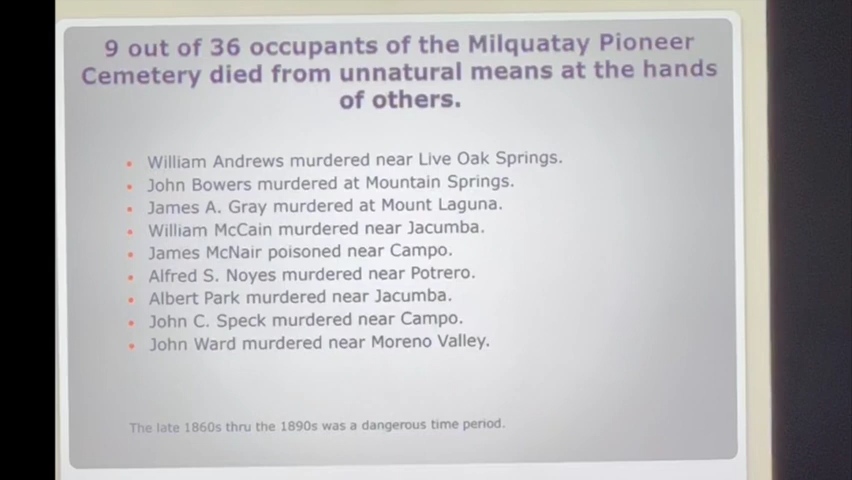 9 out of 36 occupants of the Milquatay Pioneer
Cemetery died from unnatural means at the hands
of others.
• William Andrews murdered near Live Oak Springs.
• John Bowers murdered at Mountain Springs.
• James A. Gray murdered at Mount Laguna.
• William McCain murdered near Jacumba.
• James McNair poisoned near Campo.
• Alfred S. Noyes murdered near Potrero.
• Albert Park murdered near Jacumba.
• John C. Speck murdered near Campo.
• John Ward murdered near Moreno Valley.
The late 1860s thru the 1890s was a dangerous time period.